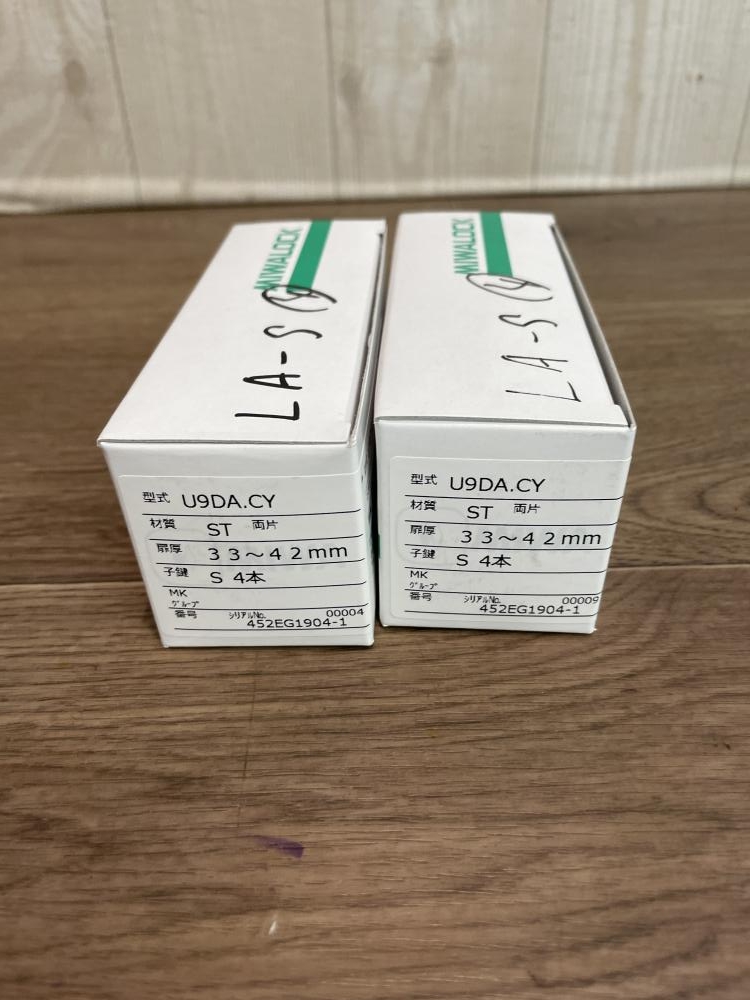 MIWALOCK
LA-S ④
型式 U9DA.CY
材質 ST 両片
扉厚 33～42mm
子鍵 S 4本
MK
グループ
番号 シリアルNo. 00004
452EG1904-1
MIWALOCK
LA-S ④
型式 U9DA.CY
材質 ST 両片
扉厚 33～42mm
子鍵 S 4本
MK
グループ
番号 シリアルNo. 00009
452EG1904-1